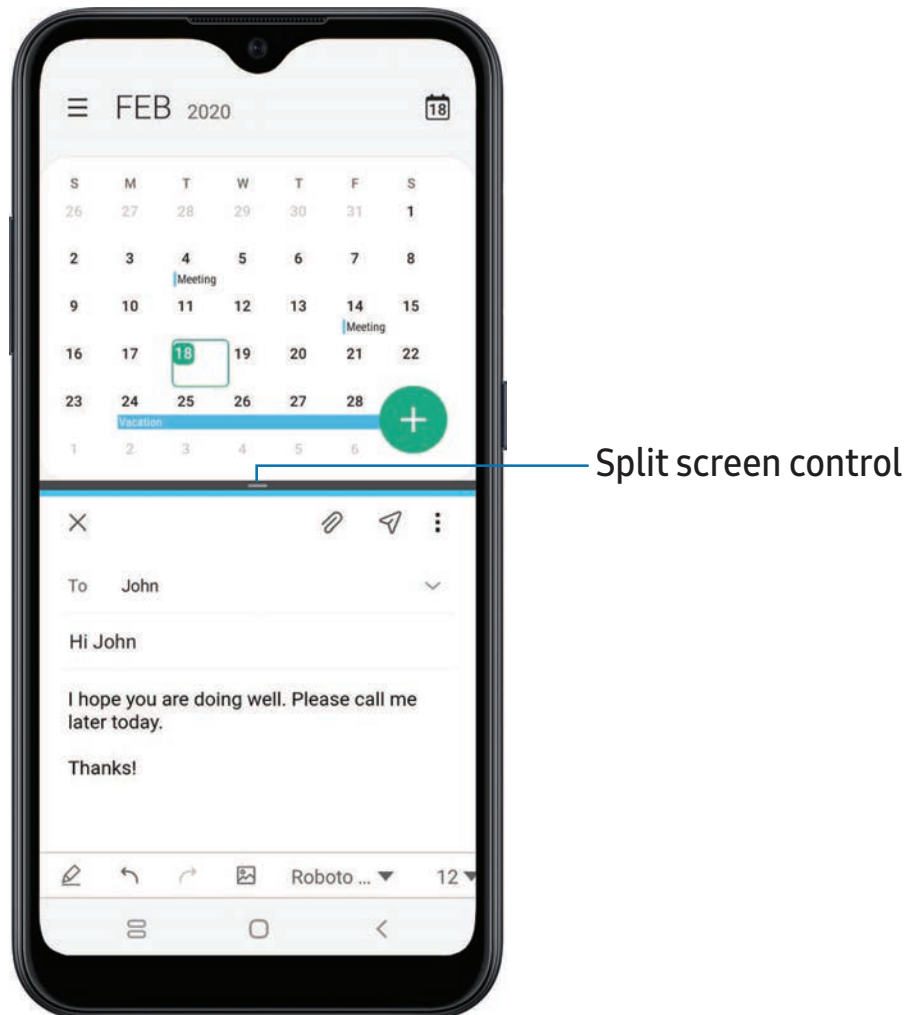 FEB 2020
18
S M T W T F S
26 27 28 29 30 31 1
2 3 4 5 6 7 8
Meeting
9 10 11 12 13 14 15
Meeting
16 17 18 19 20 21 22
23 24 25 26 27 28
Vacation
1 2 3 4 5 6
Split screen control
To John
Hi John
I hope you are doing well. Please call me
later today.
Thanks!
Roboto ... 12